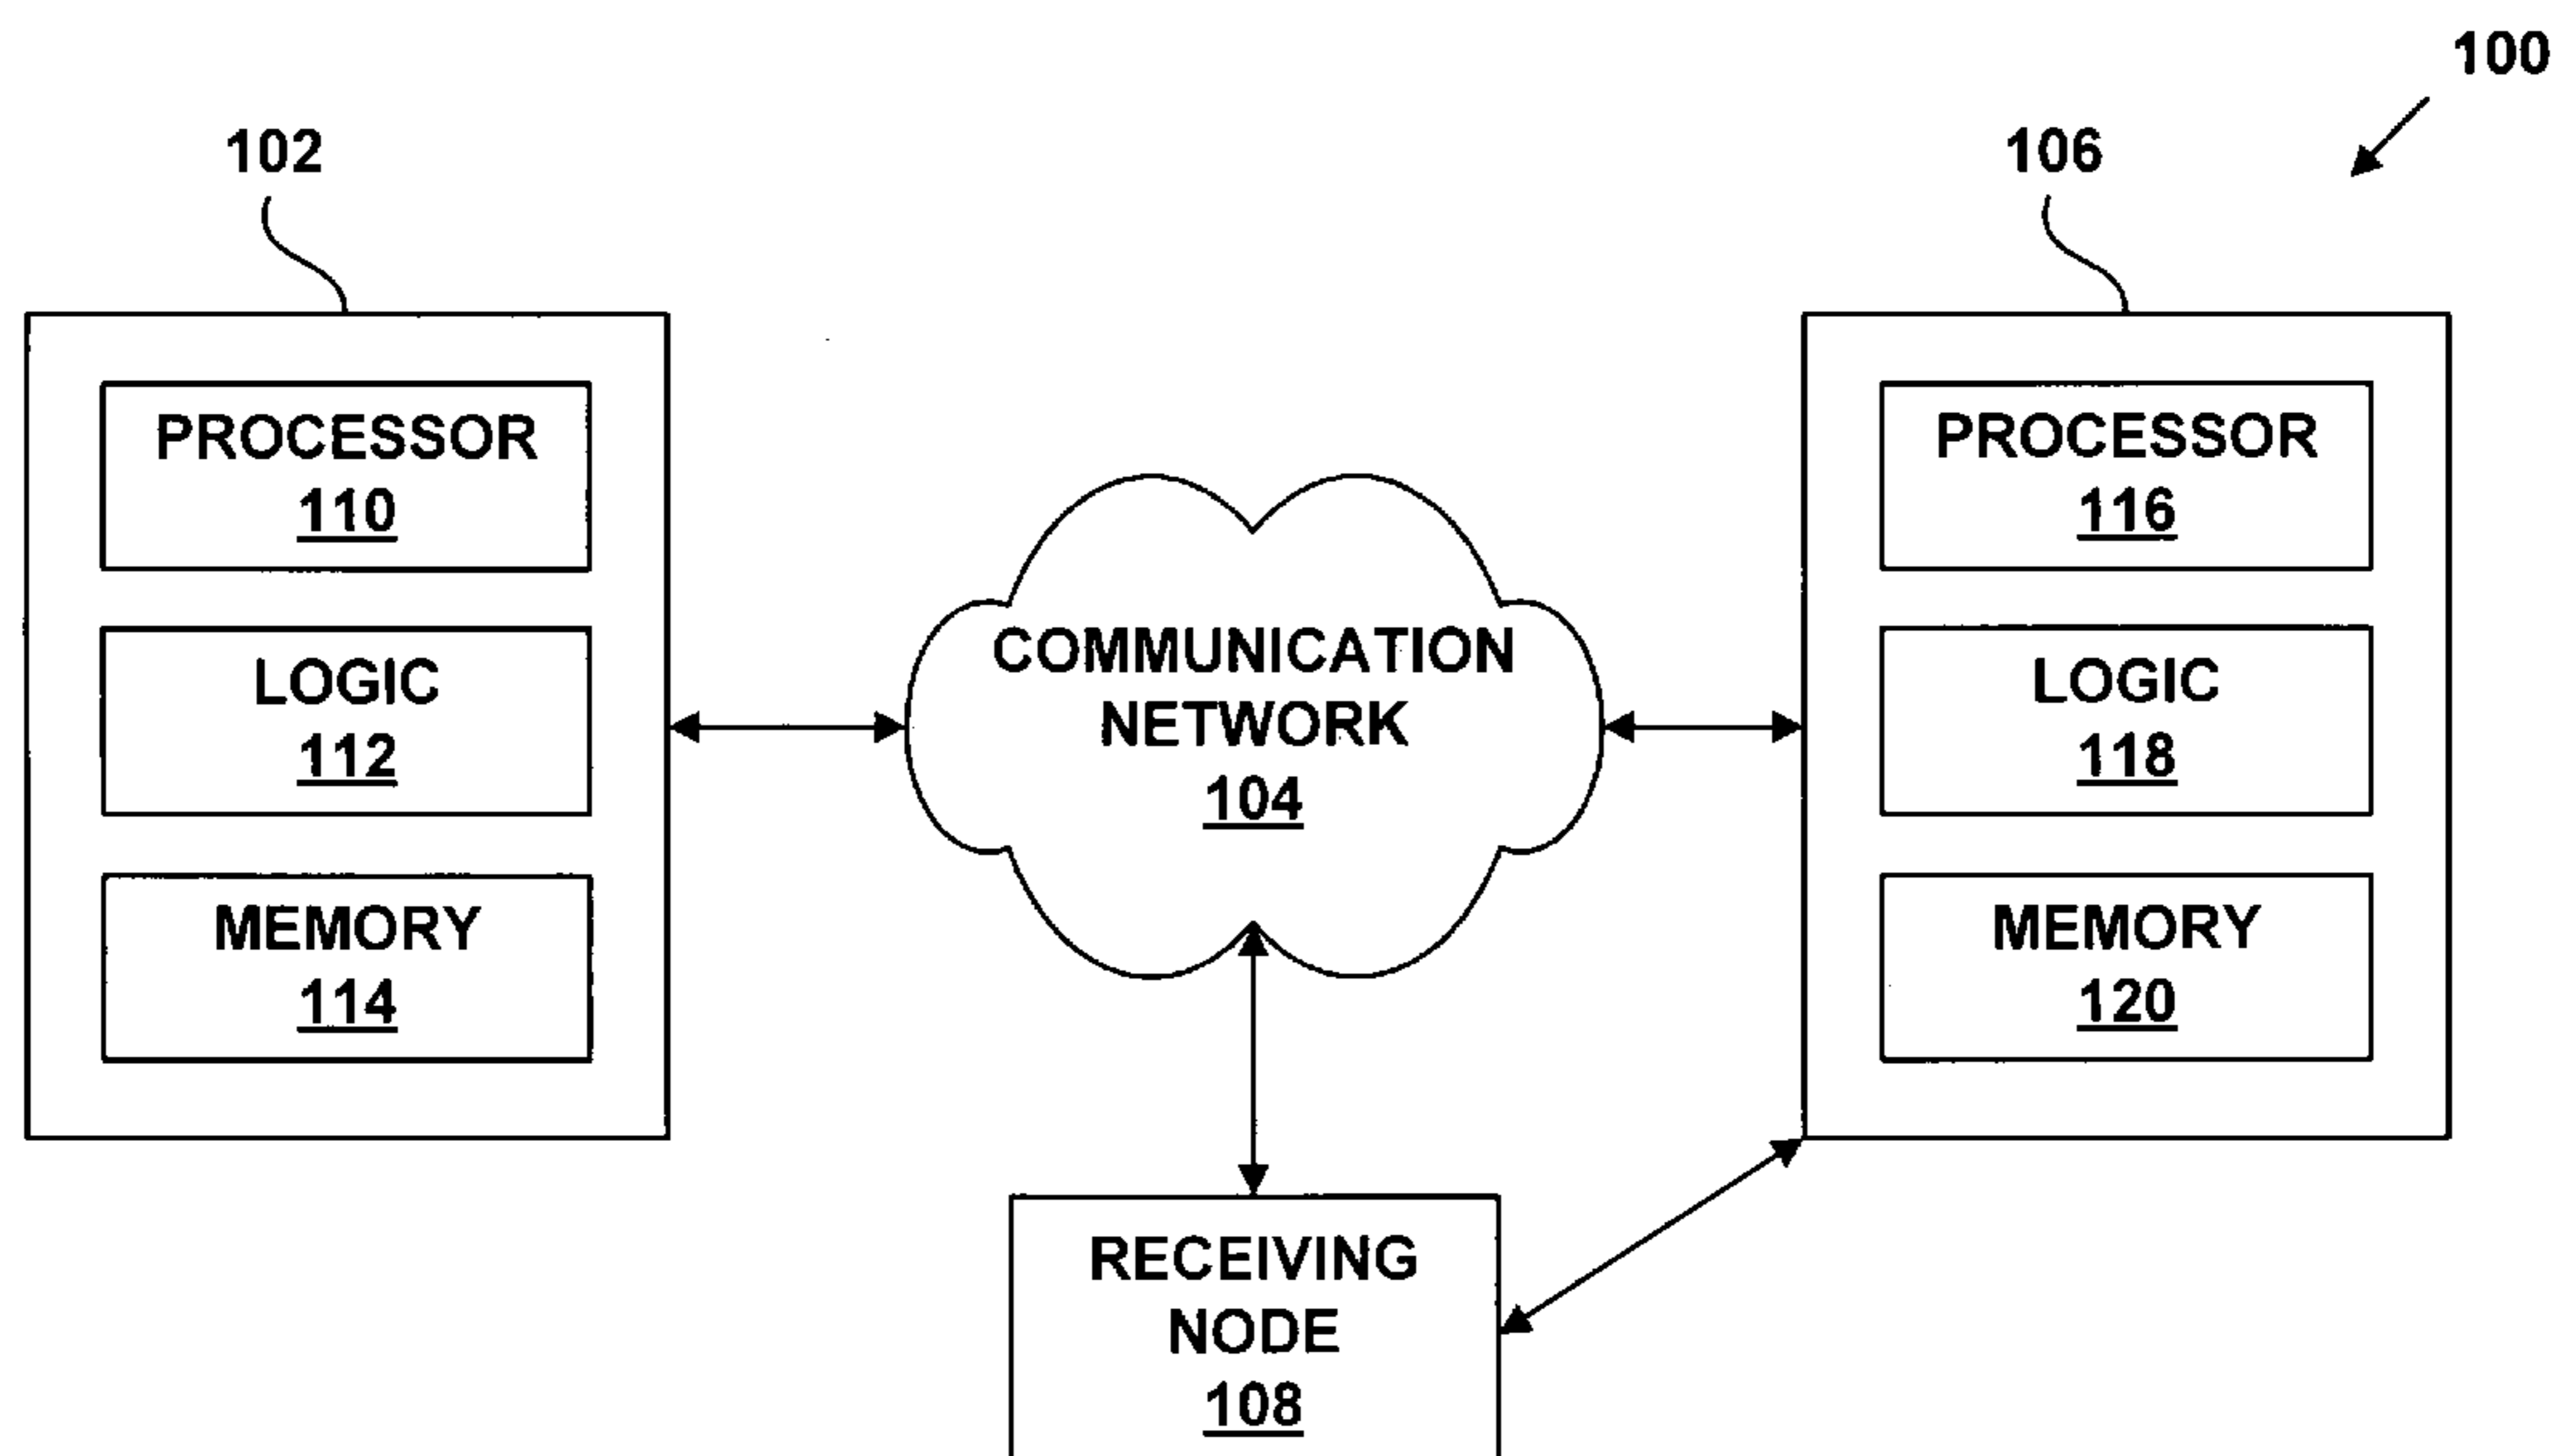 100
102
106
PROCESSOR
110
LOGIC
112
MEMORY
114
COMMUNICATION
NETWORK
104
PROCESSOR
116
LOGIC
118
MEMORY
120
RECEIVING
NODE
108